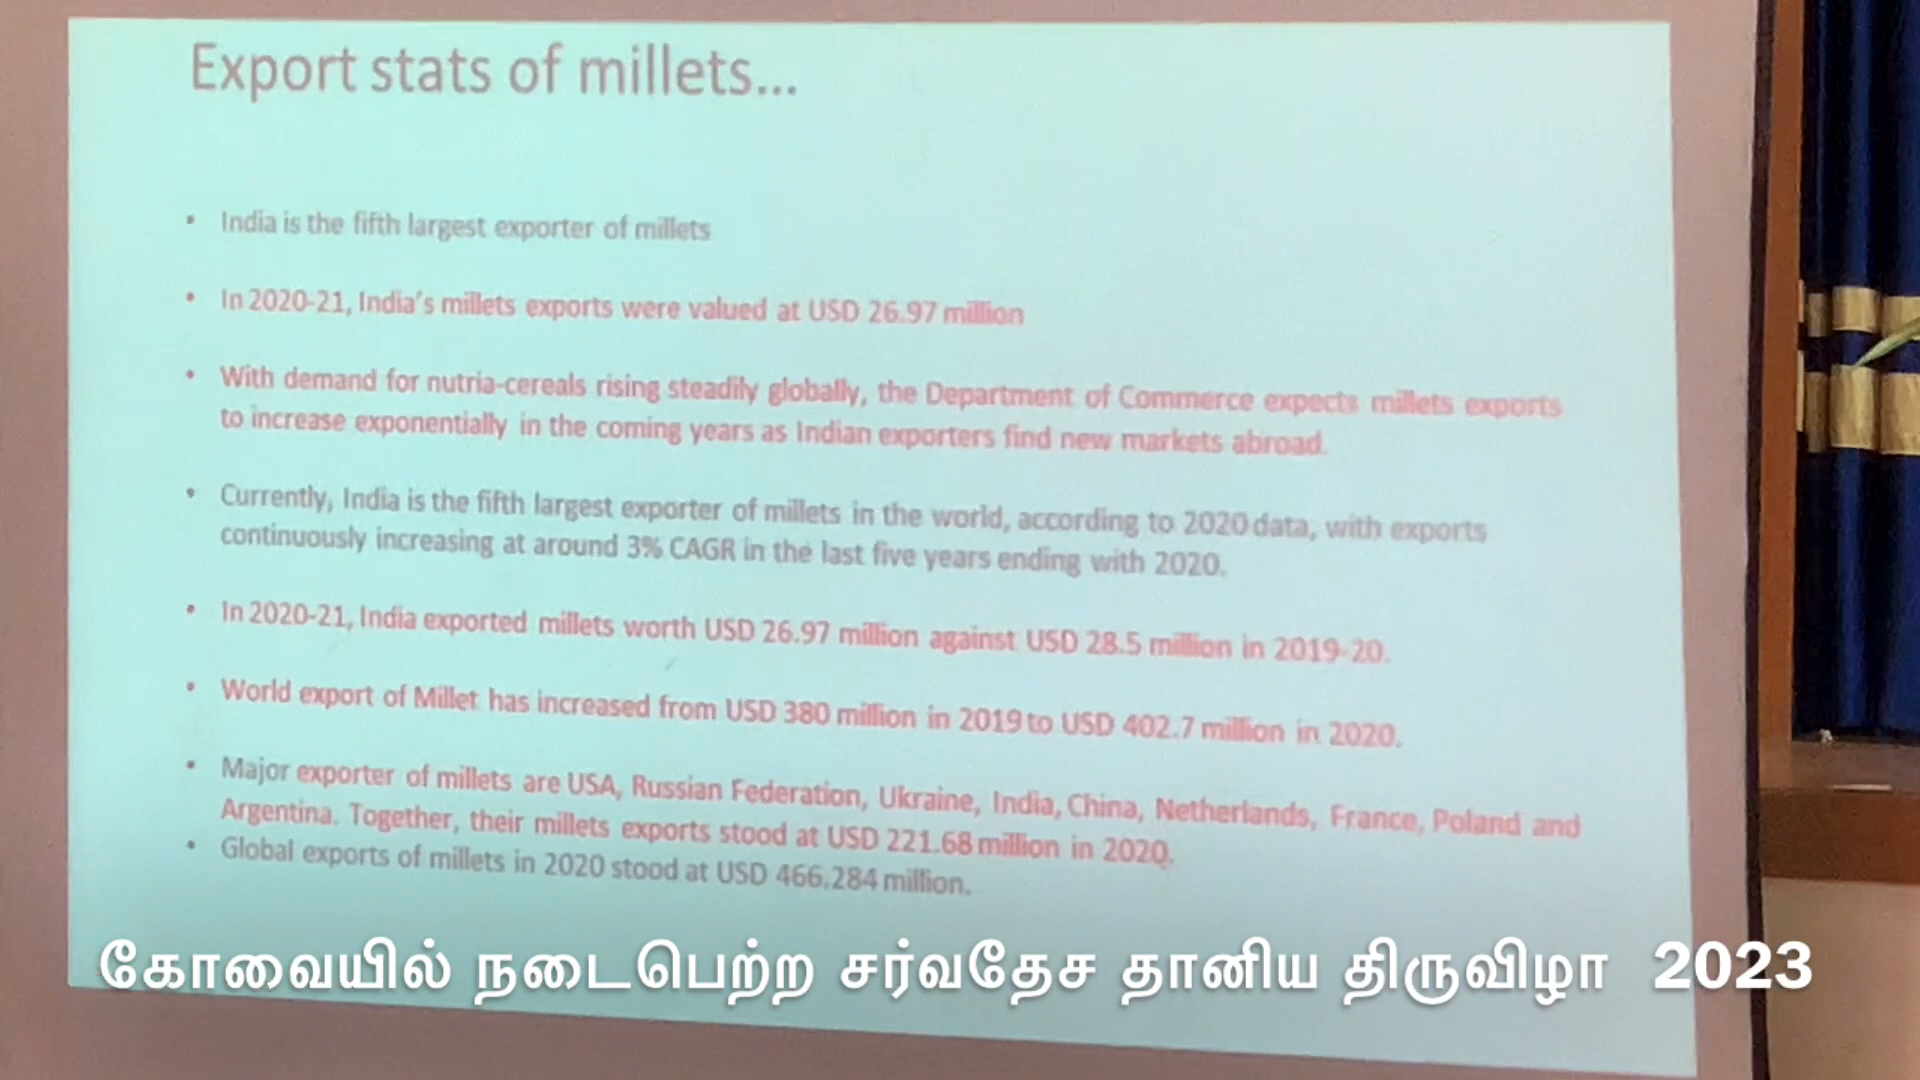 Export stats of millets...
• India is the fifth largest exporter of millets
• In 2020-21, India's millets exports were valued at USD 26.97 million
• With demand for nutria-cereals rising steadily globally, the Department of Commerce expects millets exports
to increase exponentially in the coming years as Indian exporters find new markets abroad.
• Currently, India is the fifth largest exporter of millets in the world, according to 2020 data, with exports
continuously increasing at around 3% CAGR in the last five years ending with 2020.
• In 2020-21, India exported millets worth USD 26.97 million against USD 28.5 million in 2019-20.
• World export of Millet has increased from USD 380 million in 2019 to USD 402.7 million in 2020.
• Major exporter of millets are USA, Russian Federation, Ukraine, India, China, Netherlands, France, Poland and
Argentina. Together, their millets exports stood at USD 221.68 million in 2020.
• Global exports of millets in 2020 stood at USD 466.284 million.
கோவையில் நடைபெற்ற சர்வதேச தானிய திருவிழா 2023